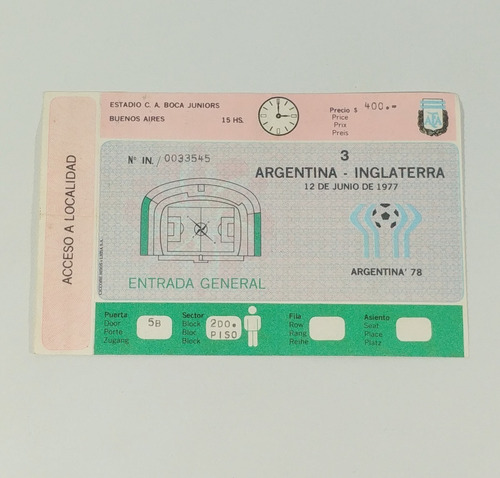 ESTADIO C. A. BOCA JUNIORS
BUENOS AIRES 15 HS.
Precio $ 400.=
Price
Prix
Preis
AFA
ACCESO A LOCALIDAD
Nº IN./0033545
3
ARGENTINA - INGLATERRA
12 DE JUNIO DE 1977
ENTRADA GENERAL
ARGENTINA '78
Puerta
Door
Porte
Zugang
5B
Sector
Block
Bloc
Block
2DO.
PISO
Fila
Row
Rang
Reihe
Asiento
Seat
Place
Platz